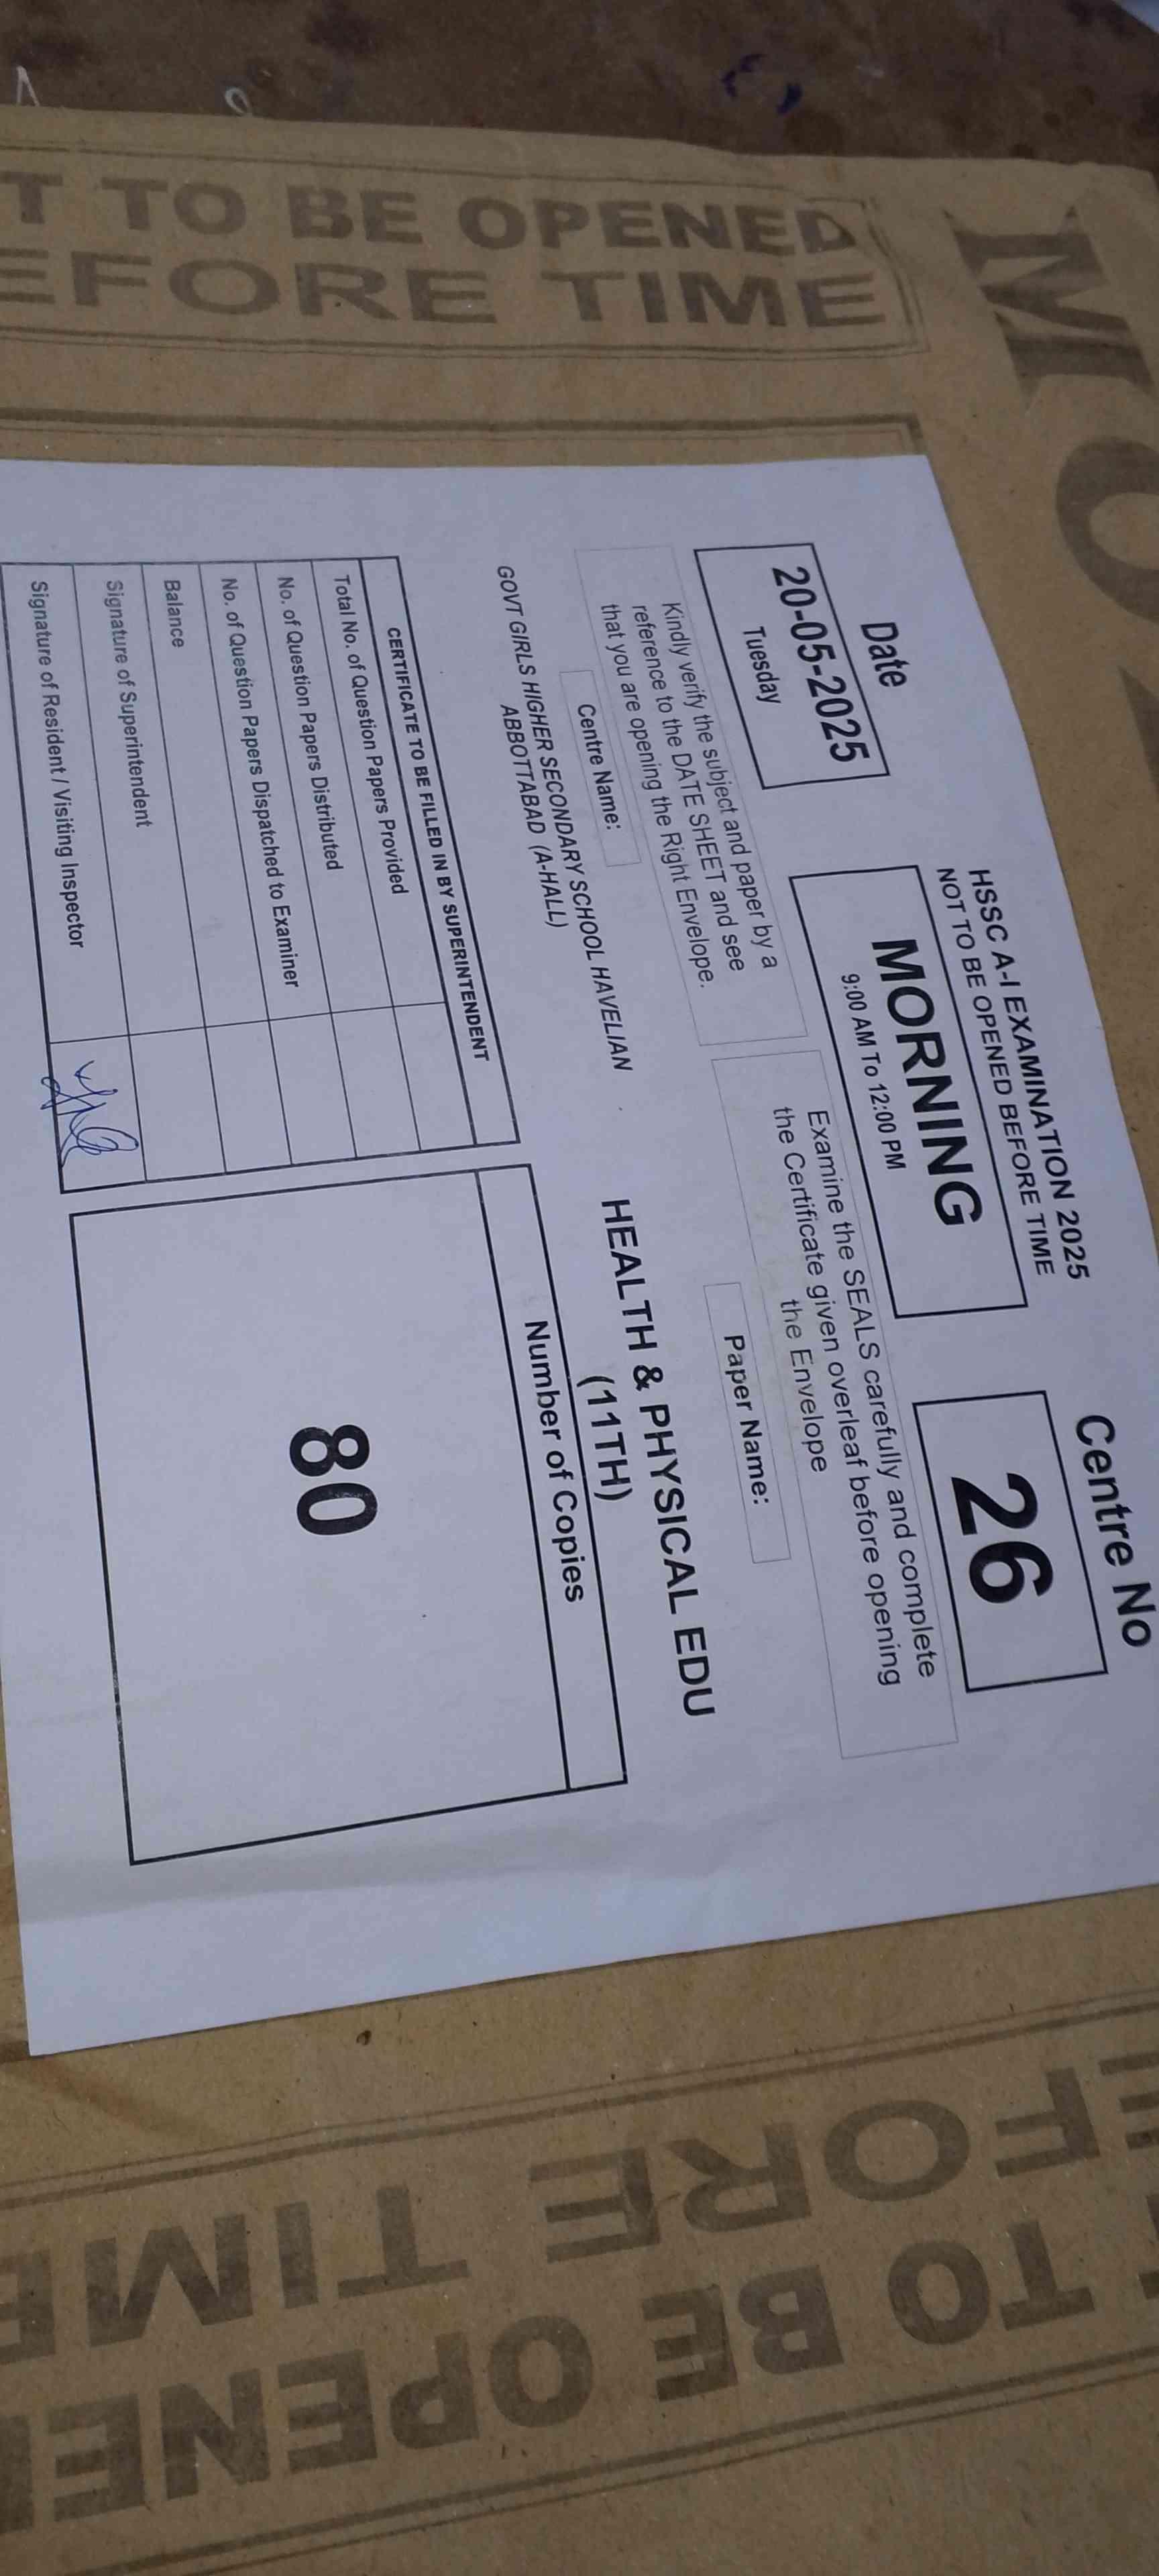 T TO BE OPENED
EFORE TIME
HSSC A-I EXAMINATION 2025
NOT TO BE OPENED BEFORE TIME
Date
20-05-2025
Tuesday
MORNING
9:00 AM To 12:00 PM
Centre No
26
Kindly verify the subject and paper by a
reference to the DATE SHEET and see
that you are opening the Right Envelope.
Examine the SEALS carefully and complete
the Certificate given overleaf before opening
the Envelope
Centre Name:
GOVT GIRLS HIGHER SECONDARY SCHOOL HAVELIAN
ABBOTTABAD (A-HALL)
Paper Name:
HEALTH & PHYSICAL EDU
(11TH)
CERTIFICATE TO BE FILLED IN BY SUPERINTENDENT
Total No. of Question Papers Provided
No. of Question Papers Distributed
No. of Question Papers Dispatched to Examiner
Balance
Signature of Superintendent
Signature of Resident / Visiting Inspector
Number of Copies
80
TO BE OPENE
FORE TIME